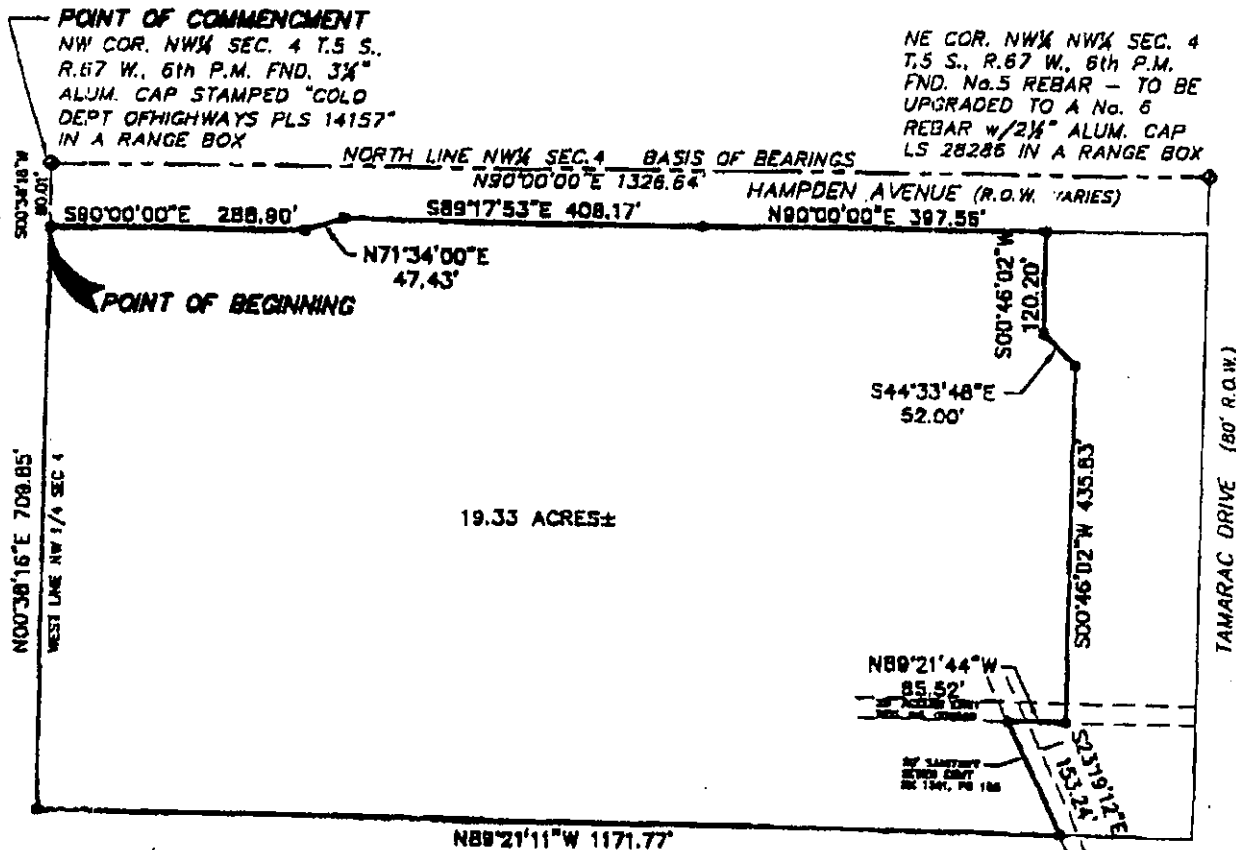 POINT OF COMMENCMENT
NW COR. NW¼ SEC. 4 T.5 S.,
R.67 W., 6th P.M. FND. 3¼"
ALUM. CAP STAMPED "COLO
DEPT OFHIGHWAYS PLS 14157"
IN A RANGE BOX
NE COR. NW¼ NW¼ SEC. 4
T.5 S., R.67 W., 6th P.M.
FND. No.5 REBAR – TO BE
UPGRADED TO A No. 6
REBAR w/2½" ALUM. CAP
LS 28286 IN A RANGE BOX
NORTH LINE NW¼ SEC.4 BASIS OF BEARINGS
N90°00'00"E 1326.64'
HAMPDEN AVENUE (R.O.W. VARIES)
S00°38'16"W
80.01'
S90°00'00"E 288.90'
S89°17'53"E 408.17'
N90°00'00"E 397.56'
N71°34'00"E
47.43'
POINT OF BEGINNING
S00°46'02"W
120.20'
S44°33'48"E
52.00'
N00°38'16"E 709.85'
WEST LINE NW 1/4 SEC 4
19.33 ACRES±
S00°46'02"W 435.83'
TAMARAC DRIVE (80' R.O.W.)
N89°21'44"W
85.52'
SANITARY
SEWER ESMT
S23°19'12"E
153.24'
N89°21'11"W 1171.77'